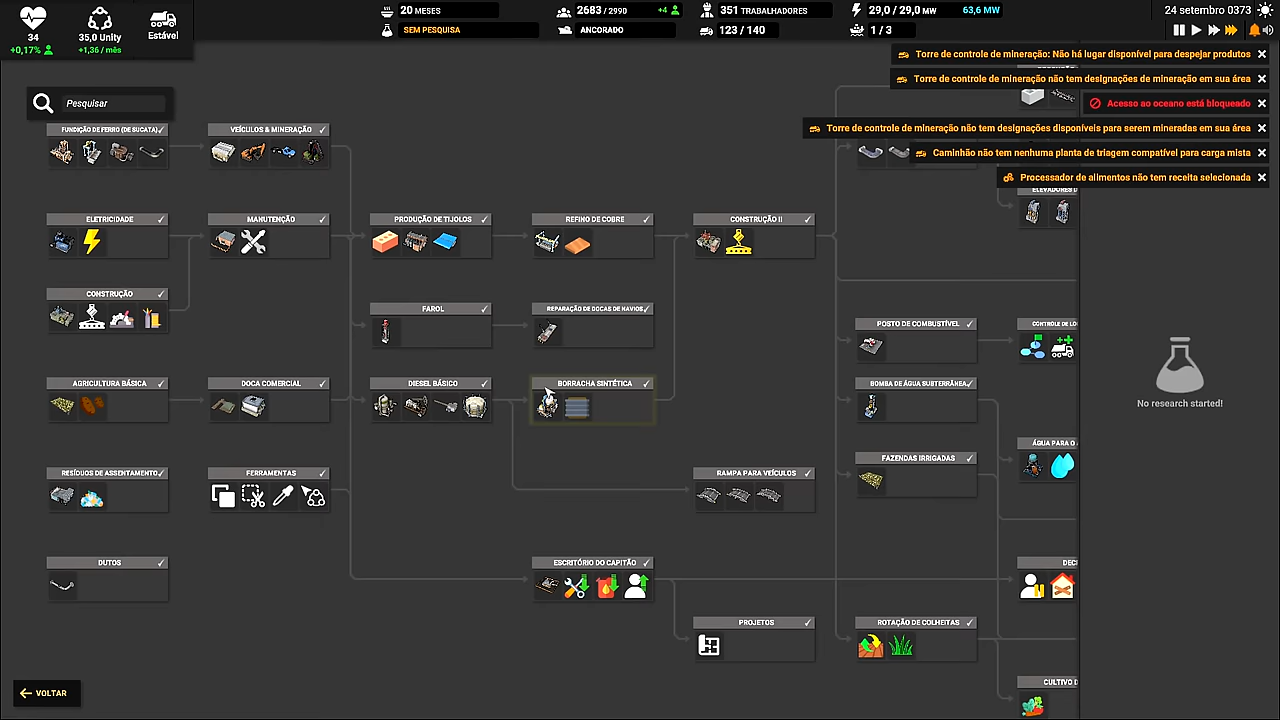 34
+0,17%
35,0 Unity
+1,36 / mês
Estável
20 MESES
SEM PESQUISA
2683 / 2990 +4
ANCORADO
351 TRABALHADORES
123 / 140
29,0 / 29,0 MW 63,6 MW
1 / 3
24 setembro 0373
Torre de controle de mineração: Não há lugar disponível para despejar produtos
Torre de controle de mineração não tem designações de mineração em sua área
Acesso ao oceano está bloqueado
Torre de controle de mineração não tem designações disponíveis para serem mineradas em sua área
Caminhão não tem nenhuma planta de triagem compatível para carga mista
Processador de alimentos não tem receita selecionada
Pesquisar
FUNDIÇÃO DE FERRO (DE SUCATA)
VEÍCULOS & MINERAÇÃO
ELEVADORES D
ELETRICIDADE
MANUTENÇÃO
PRODUÇÃO DE TIJOLOS
REFINO DE COBRE
CONSTRUÇÃO II
CONSTRUÇÃO
FAROL
REPARAÇÃO DE DOCAS DE NAVIOS
POSTO DE COMBUSTÍVEL
CONTROLE DE LO
AGRICULTURA BÁSICA
DOCA COMERCIAL
DIESEL BÁSICO
BORRACHA SINTÉTICA
BOMBA DE ÁGUA SUBTERRÂNEA
No research started!
ÁGUA PARA O
RESÍDUOS DE ASSENTAMENTO
FERRAMENTAS
RAMPA PARA VEÍCULOS
FAZENDAS IRRIGADAS
DUTOS
ESCRITÓRIO DO CAPITÃO
DECI
PROJETOS
ROTAÇÃO DE COLHEITAS
CULTIVO D
VOLTAR